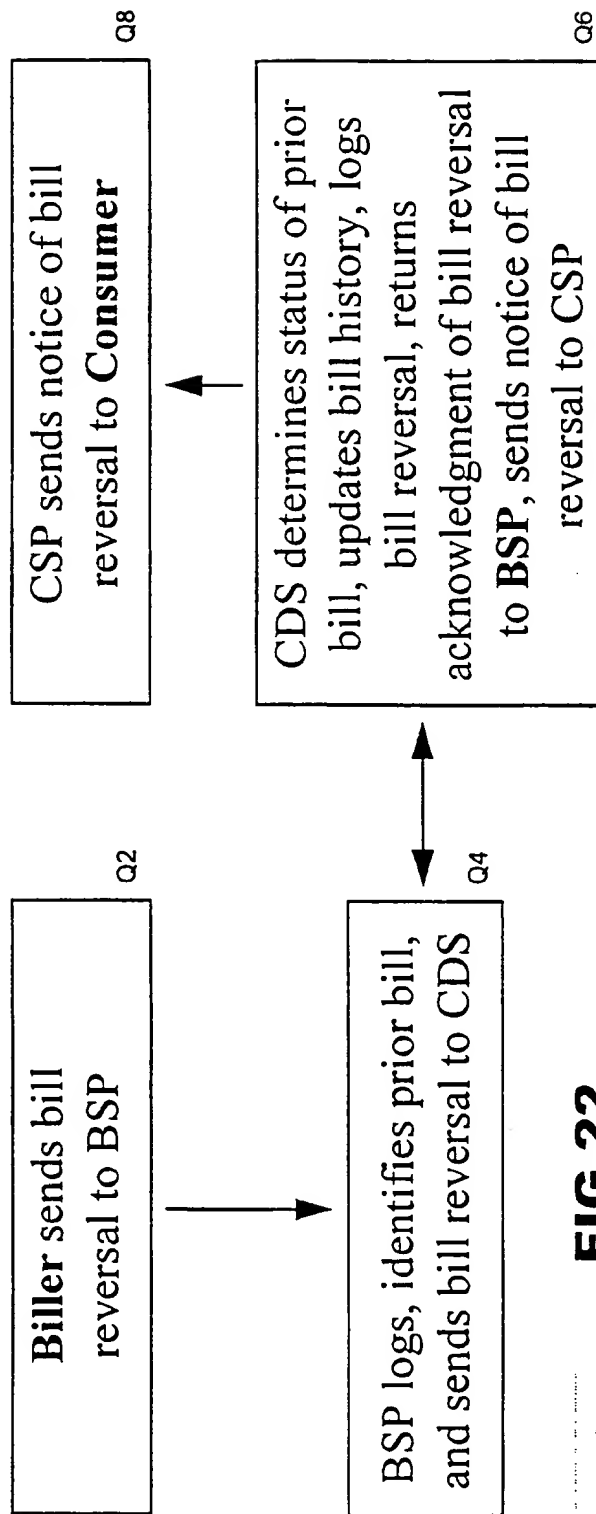 Biller sends bill
reversal to BSP
Q2
BSP logs, identifies prior bill,
and sends bill reversal to CDS
Q4
CDS determines status of prior
bill, updates bill history, logs
bill reversal, returns
acknowledgment of bill reversal
to BSP, sends notice of bill
reversal to CSP
Q6
CSP sends notice of bill
reversal to Consumer
Q8
FIG 22